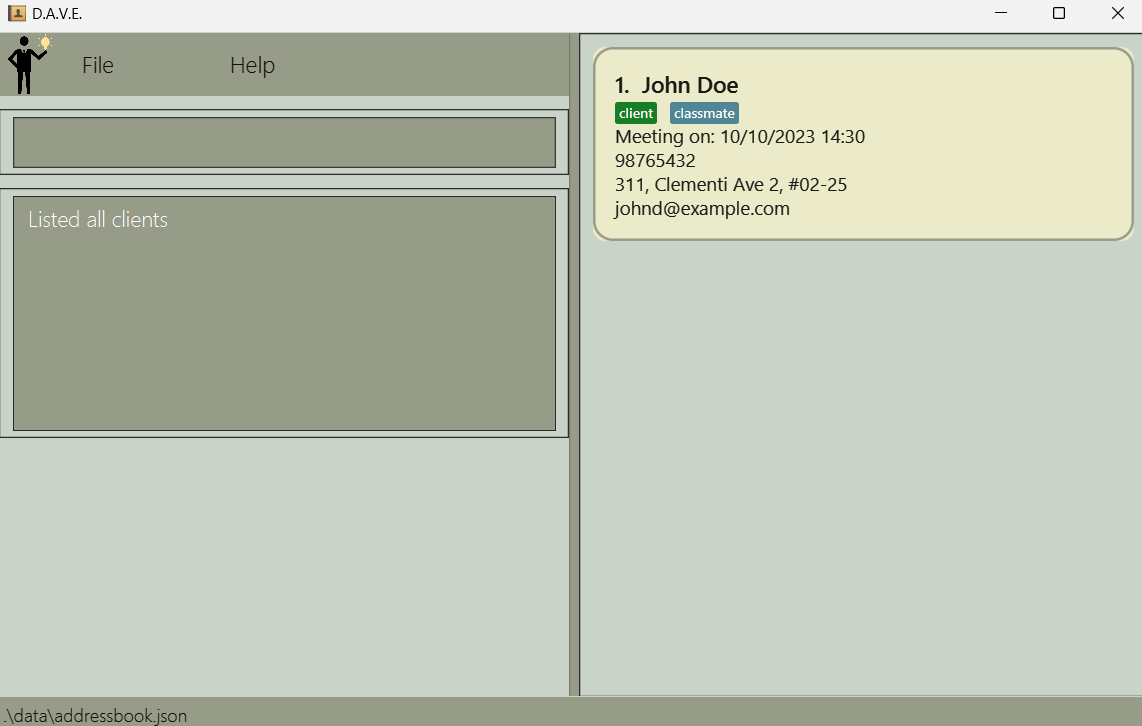 D.A.V.E.
File Help
Listed all clients
1. John Doe
client classmate
Meeting on: 10/10/2023 14:30
98765432
311, Clementi Ave 2, #02-25
johnd@example.com
.\data\addressbook.json